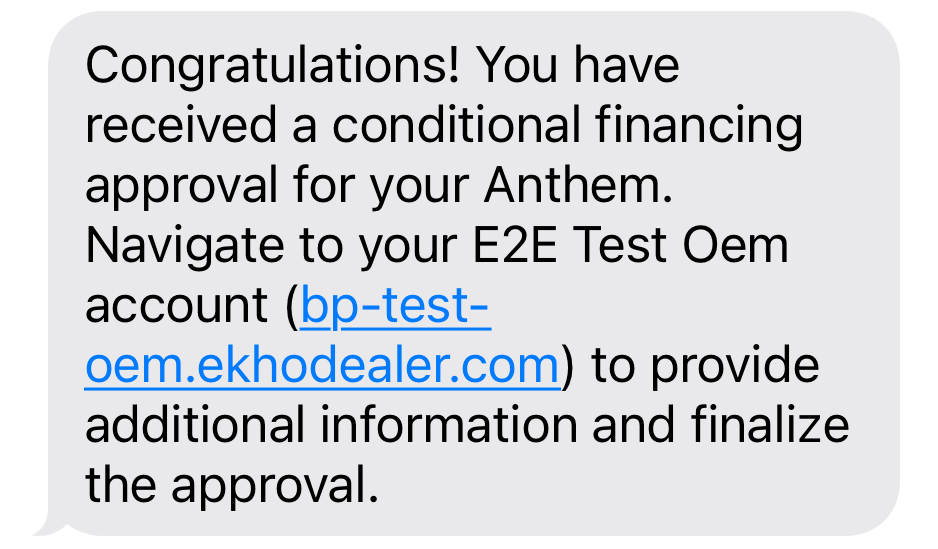 Congratulations! You have
received a conditional financing
approval for your Anthem.
Navigate to your E2E Test Oem
account (bp-test-
oem.ekhodealer.com) to provide
additional information and finalize
the approval.